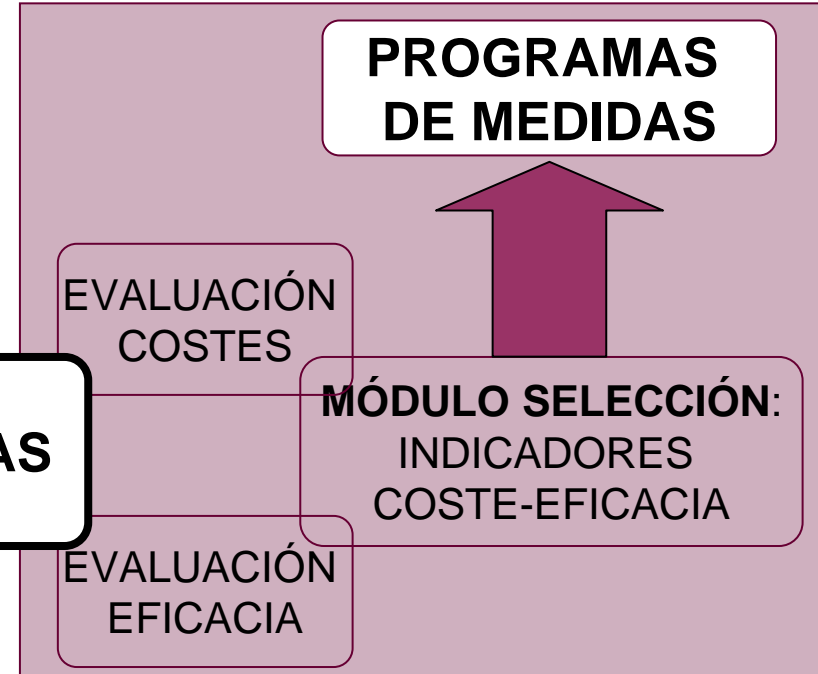 PROGRAMAS
DE MEDIDAS
EVALUACIÓN
COSTES
AS
MÓDULO SELECCIÓN:
INDICADORES
COSTE-EFICACIA
EVALUACIÓN
EFICACIA